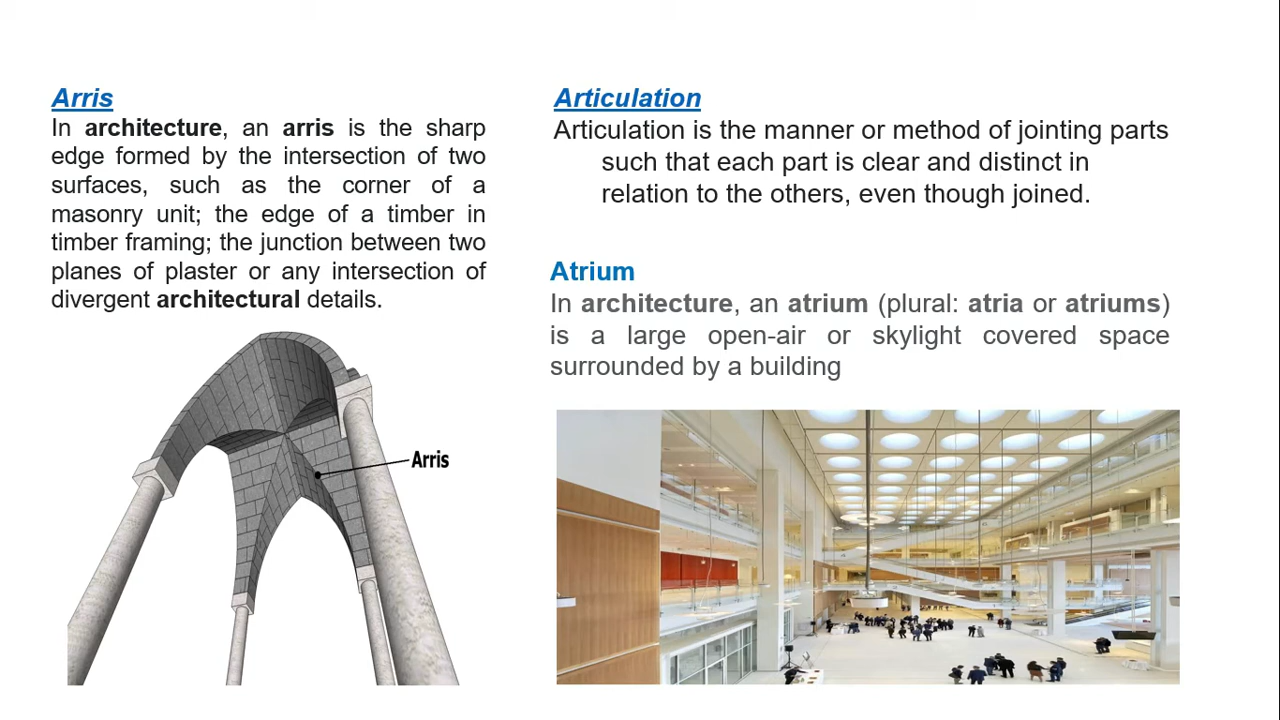 Arris
In architecture, an arris is the sharp
edge formed by the intersection of two
surfaces, such as the corner of a
masonry unit; the edge of a timber in
timber framing; the junction between two
planes of plaster or any intersection of
divergent architectural details.
Arris
Articulation
Articulation is the manner or method of jointing parts
such that each part is clear and distinct in
relation to the others, even though joined.
Atrium
In architecture, an atrium (plural: atria or atriums)
is a large open-air or skylight covered space
surrounded by a building